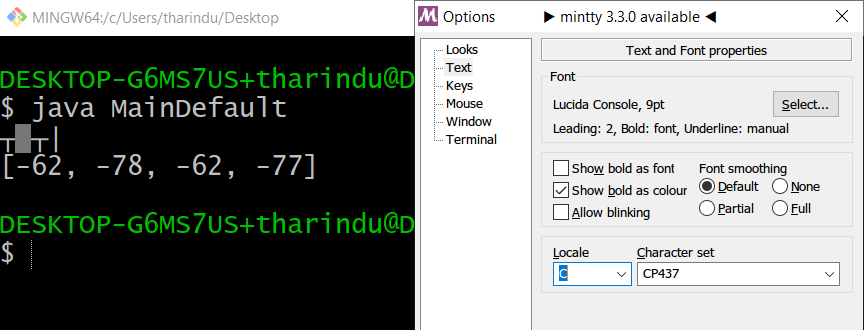 MINGW64:/c/Users/tharindu/Desktop
DESKTOP-G6MS7US+tharindu@D
$ java MainDefault
┬▓┬│
[-62, -78, -62, -77]
DESKTOP-G6MS7US+tharindu@D
$
Options
▶ mintty 3.3.0 available ◀
Looks
Text
Keys
Mouse
Window
Terminal
Text and Font properties
Font
Lucida Console, 9pt
Select...
Leading: 2, Bold: font, Underline: manual
Show bold as font
Show bold as colour
Allow blinking
Font smoothing
Default
None
Partial
Full
Locale
Character set
C
CP437